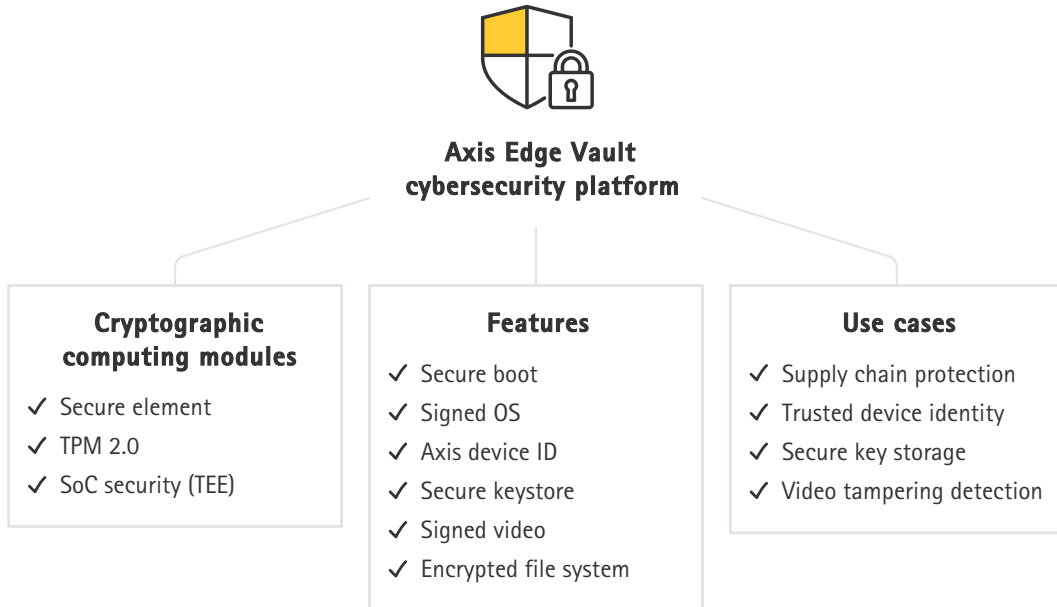 Axis Edge Vault
cybersecurity platform
Cryptographic
computing modules
✓ Secure element
✓ TPM 2.0
✓ SoC security (TEE)
Features
✓ Secure boot
✓ Signed OS
✓ Axis device ID
✓ Secure keystore
✓ Signed video
✓ Encrypted file system
Use cases
✓ Supply chain protection
✓ Trusted device identity
✓ Secure key storage
✓ Video tampering detection